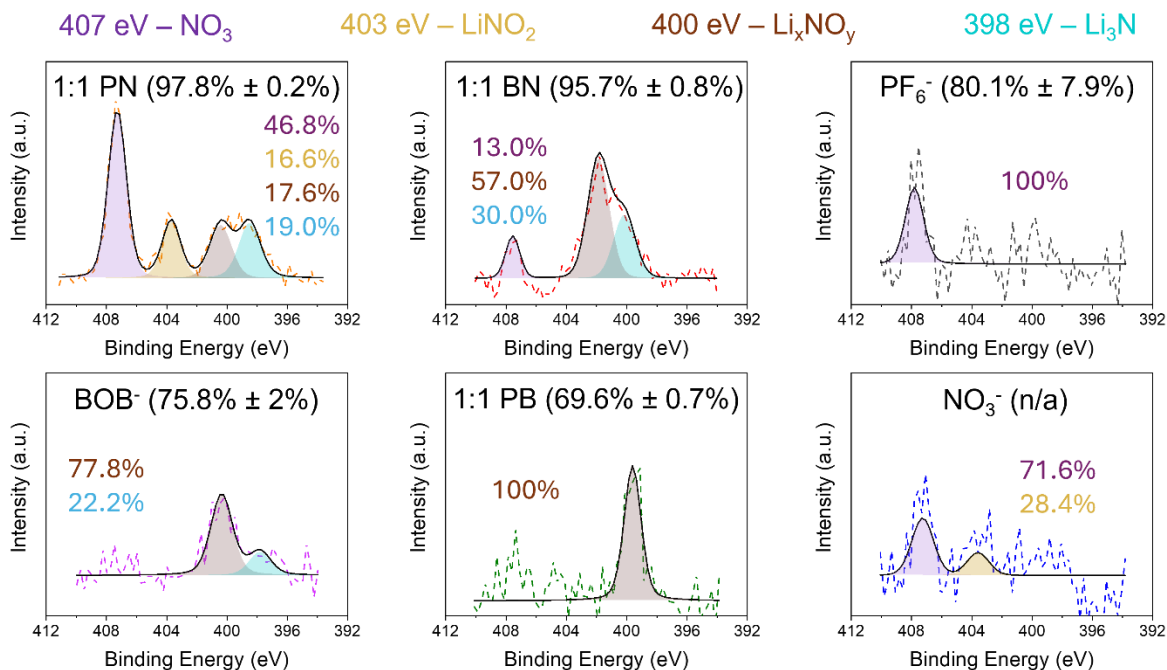 407 eV – NO₃ 403 eV – LiNO₂ 400 eV – LiₓNOᵧ 398 eV – Li₃N
1:1 PN (97.8% ± 0.2%)
46.8%
16.6%
17.6%
19.0%
Intensity (a.u.)
412 408 404 400 396 392
Binding Energy (eV)
1:1 BN (95.7% ± 0.8%)
13.0%
57.0%
30.0%
Intensity (a.u.)
412 408 404 400 396 392
Binding Energy (eV)
PF₆⁻ (80.1% ± 7.9%)
100%
Intensity (a.u.)
412 408 404 400 396 392
Binding Energy (eV)
BOB⁻ (75.8% ± 2%)
77.8%
22.2%
Intensity (a.u.)
412 408 404 400 396 392
Binding Energy (eV)
1:1 PB (69.6% ± 0.7%)
100%
Intensity (a.u.)
412 408 404 400 396 392
Binding Energy (eV)
NO₃⁻ (n/a)
71.6%
28.4%
Intensity (a.u.)
412 408 404 400 396 392
Binding Energy (eV)